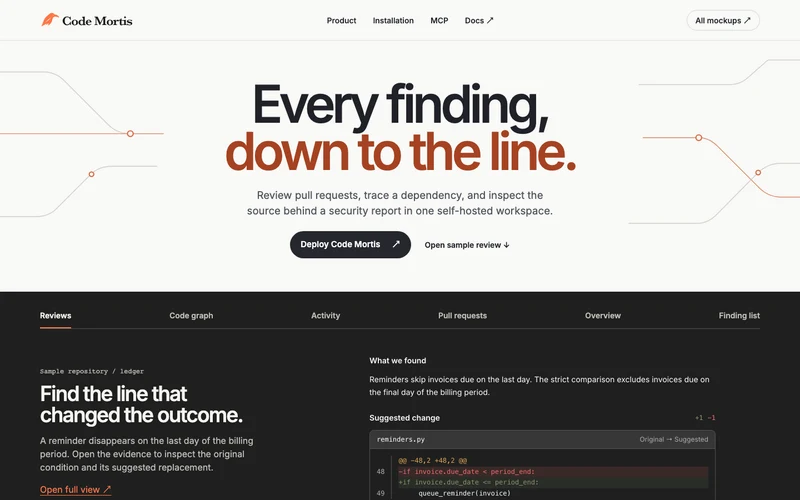 Code Mortis
Product Installation MCP Docs ↗
All mockups ↗
Every finding,
down to the line.
Review pull requests, trace a dependency, and inspect the
source behind a security report in one self-hosted workspace.
Deploy Code Mortis ↗
Open sample review ↓
Reviews Code graph Activity Pull requests Overview Finding list
Sample repository / ledger
Find the line that
changed the outcome.
A reminder disappears on the last day of the billing
period. Open the evidence to inspect the original
condition and its suggested replacement.
Open full view ↗
What we found
Reminders skip invoices due on the last day. The strict comparison excludes invoices due on
the final day of the billing period.
Suggested change +1 −1
reminders.py Original → Suggested
@@ −48,2 +48,2 @@
48 −if invoice.due_date < period_end:
+if invoice.due_date <= period_end:
49 queue_reminder(invoice)